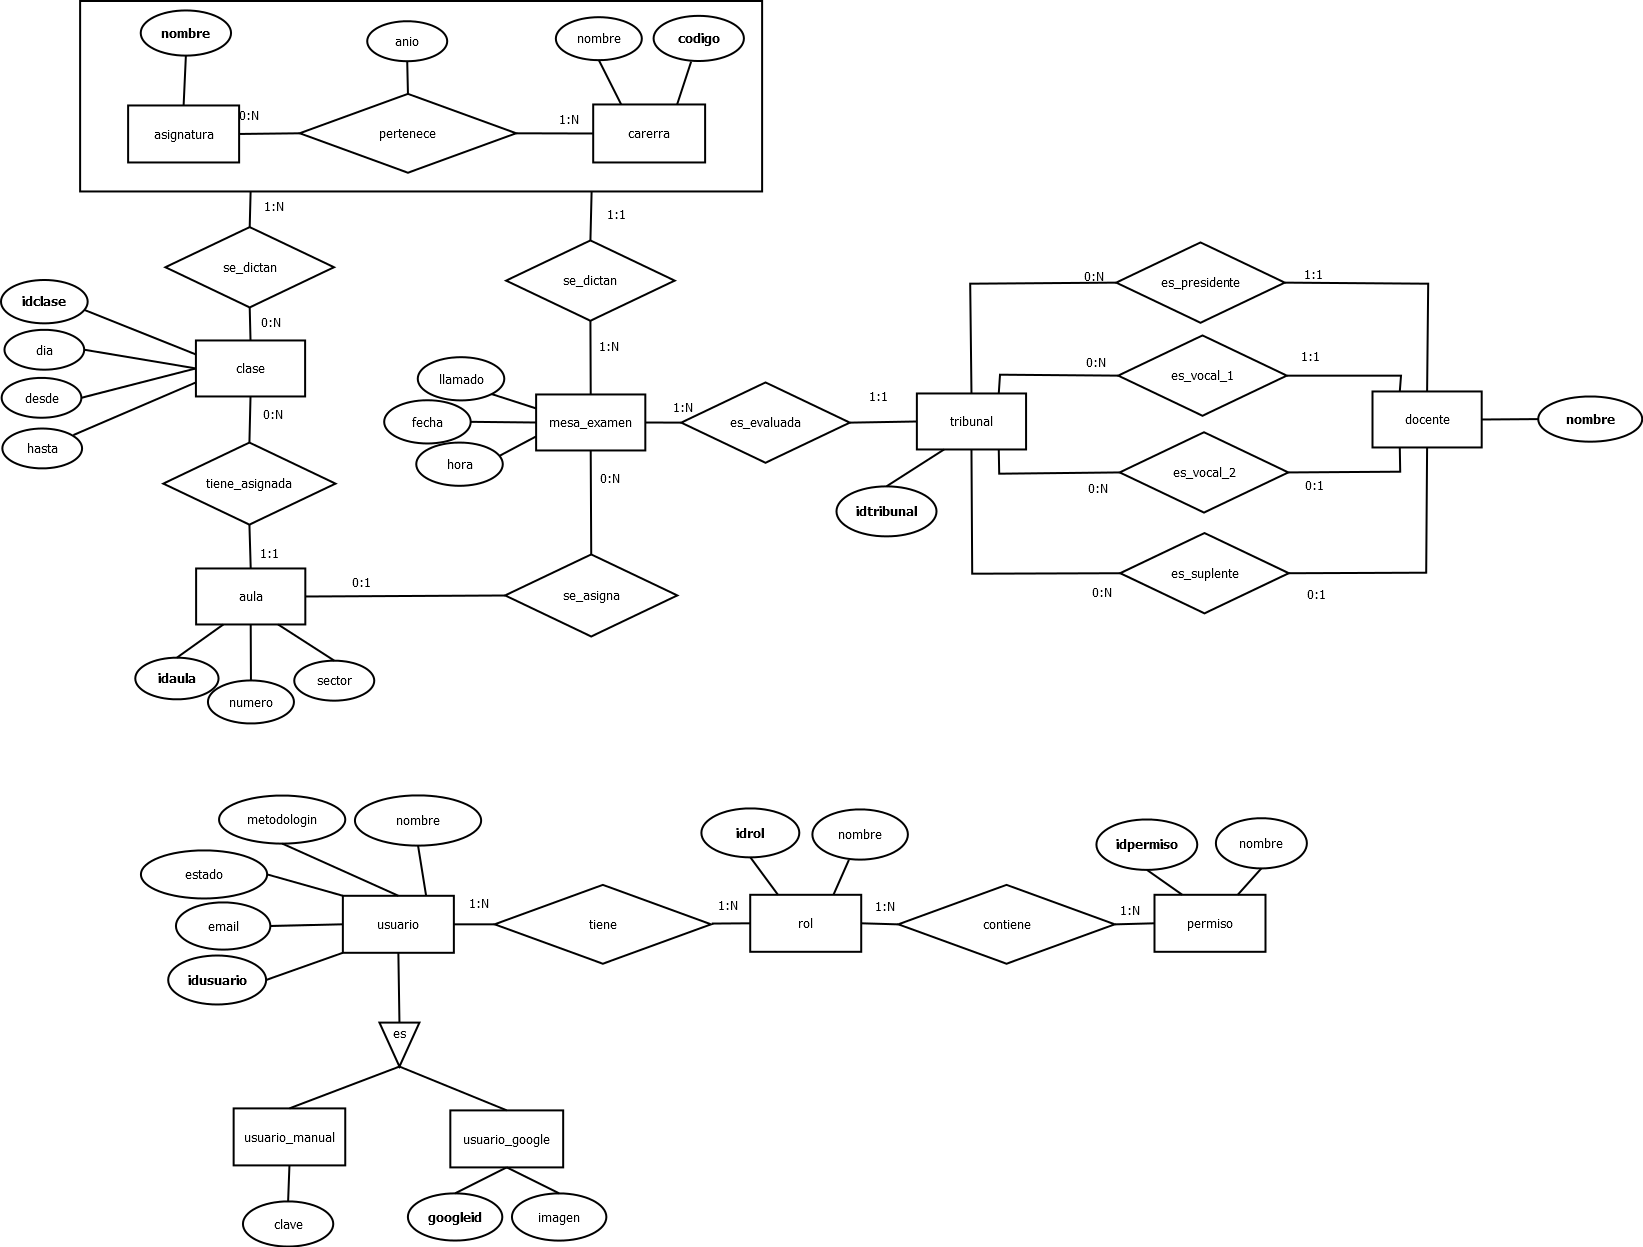 nombre
anio
nombre
codigo
0:N
1:N
asignatura
pertenece
carerra
1:N
1:1
se_dictan
se_dictan
0:N
1:N
idclase
dia
desde
hasta
clase
0:N
llamado
fecha
hora
mesa_examen
1:N
es_evaluada
1:1
tribunal
idtribunal
0:N
es_presidente
1:1
0:N
es_vocal_1
1:1
docente
nombre
es_vocal_2
0:N
0:1
es_suplente
0:N
0:1
tiene_asignada
0:N
1:1
0:1
aula
se_asigna
idaula
numero
sector
metodologin
nombre
estado
email
idusuario
usuario
1:N
tiene
1:N
idrol
nombre
rol
1:N
contiene
1:N
idpermiso
nombre
permiso
es
usuario_manual
usuario_google
clave
googleid
imagen